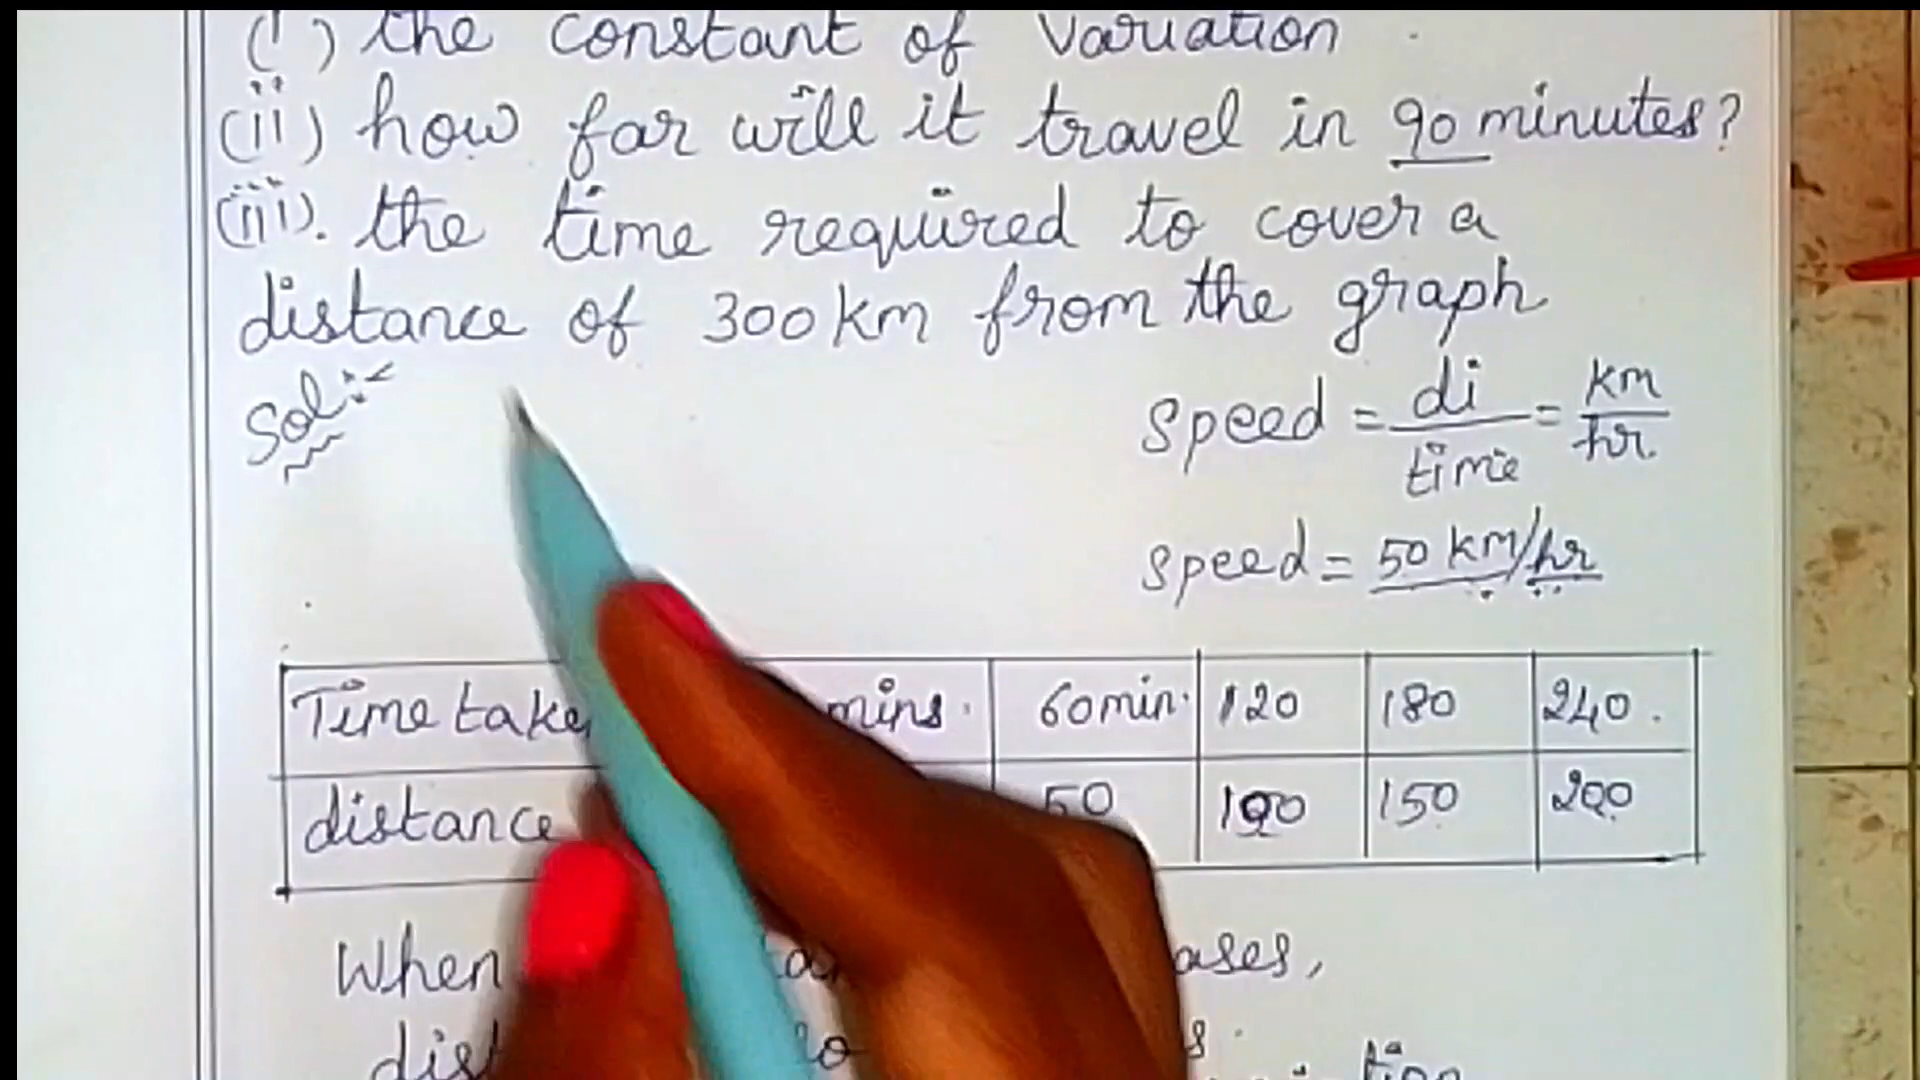 (i) the constant of Variation
(ii) how far will it travel in 90 minutes?
(iii). the time required to cover a
distance of 300 km from the graph
Sol:-
speed = di/time = km/hr.
speed = 50 km/hr
Time take mins. 60 min. 120 180 240.
distance 50 100 150 200
When ases,